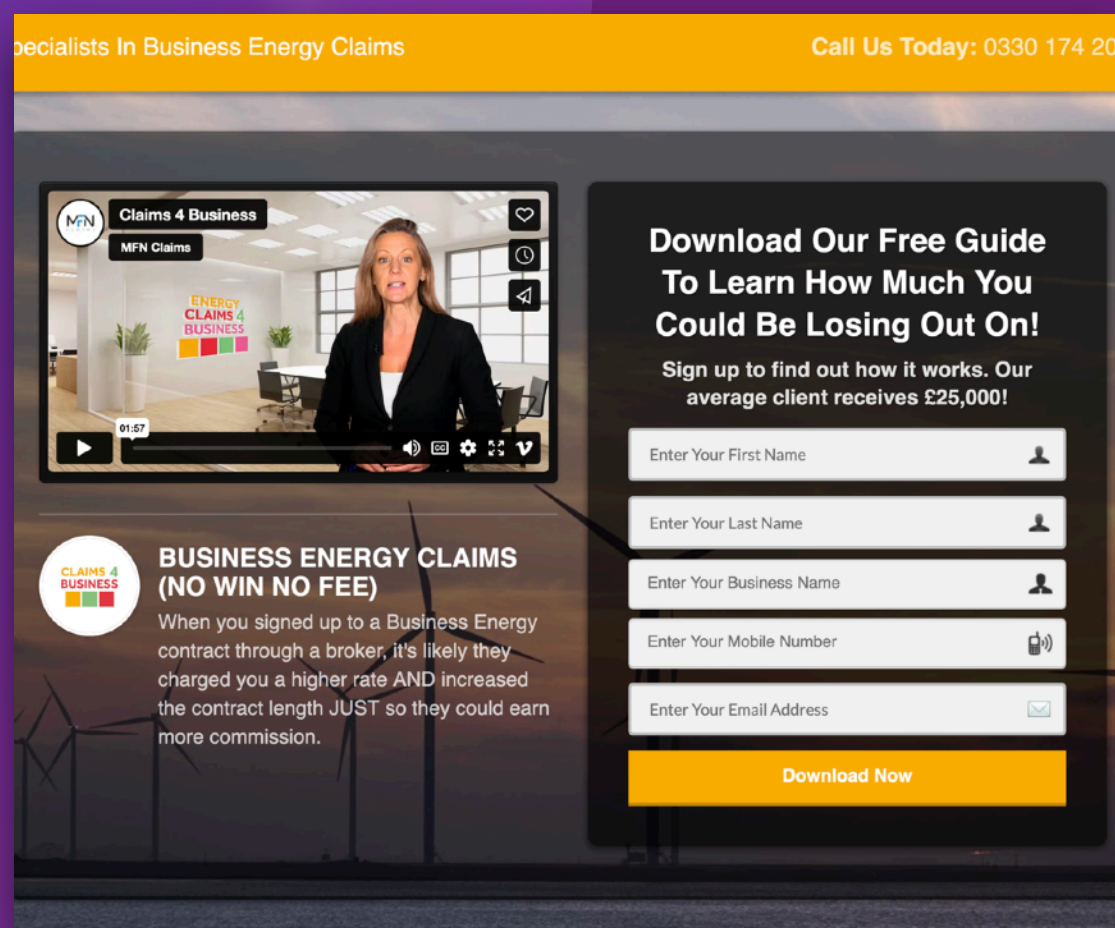 Specialists In Business Energy Claims
Call Us Today: 0330 174 20
MFN
Claims 4 Business
MFN Claims
ENERGY
CLAIMS 4
BUSINESS
01:57
CC
CLAIMS 4
BUSINESS
BUSINESS ENERGY CLAIMS
(NO WIN NO FEE)
When you signed up to a Business Energy
contract through a broker, it's likely they
charged you a higher rate AND increased
the contract length JUST so they could earn
more commission.
Download Our Free Guide
To Learn How Much You
Could Be Losing Out On!
Sign up to find out how it works. Our
average client receives £25,000!
Enter Your First Name
Enter Your Last Name
Enter Your Business Name
Enter Your Mobile Number
Enter Your Email Address
Download Now